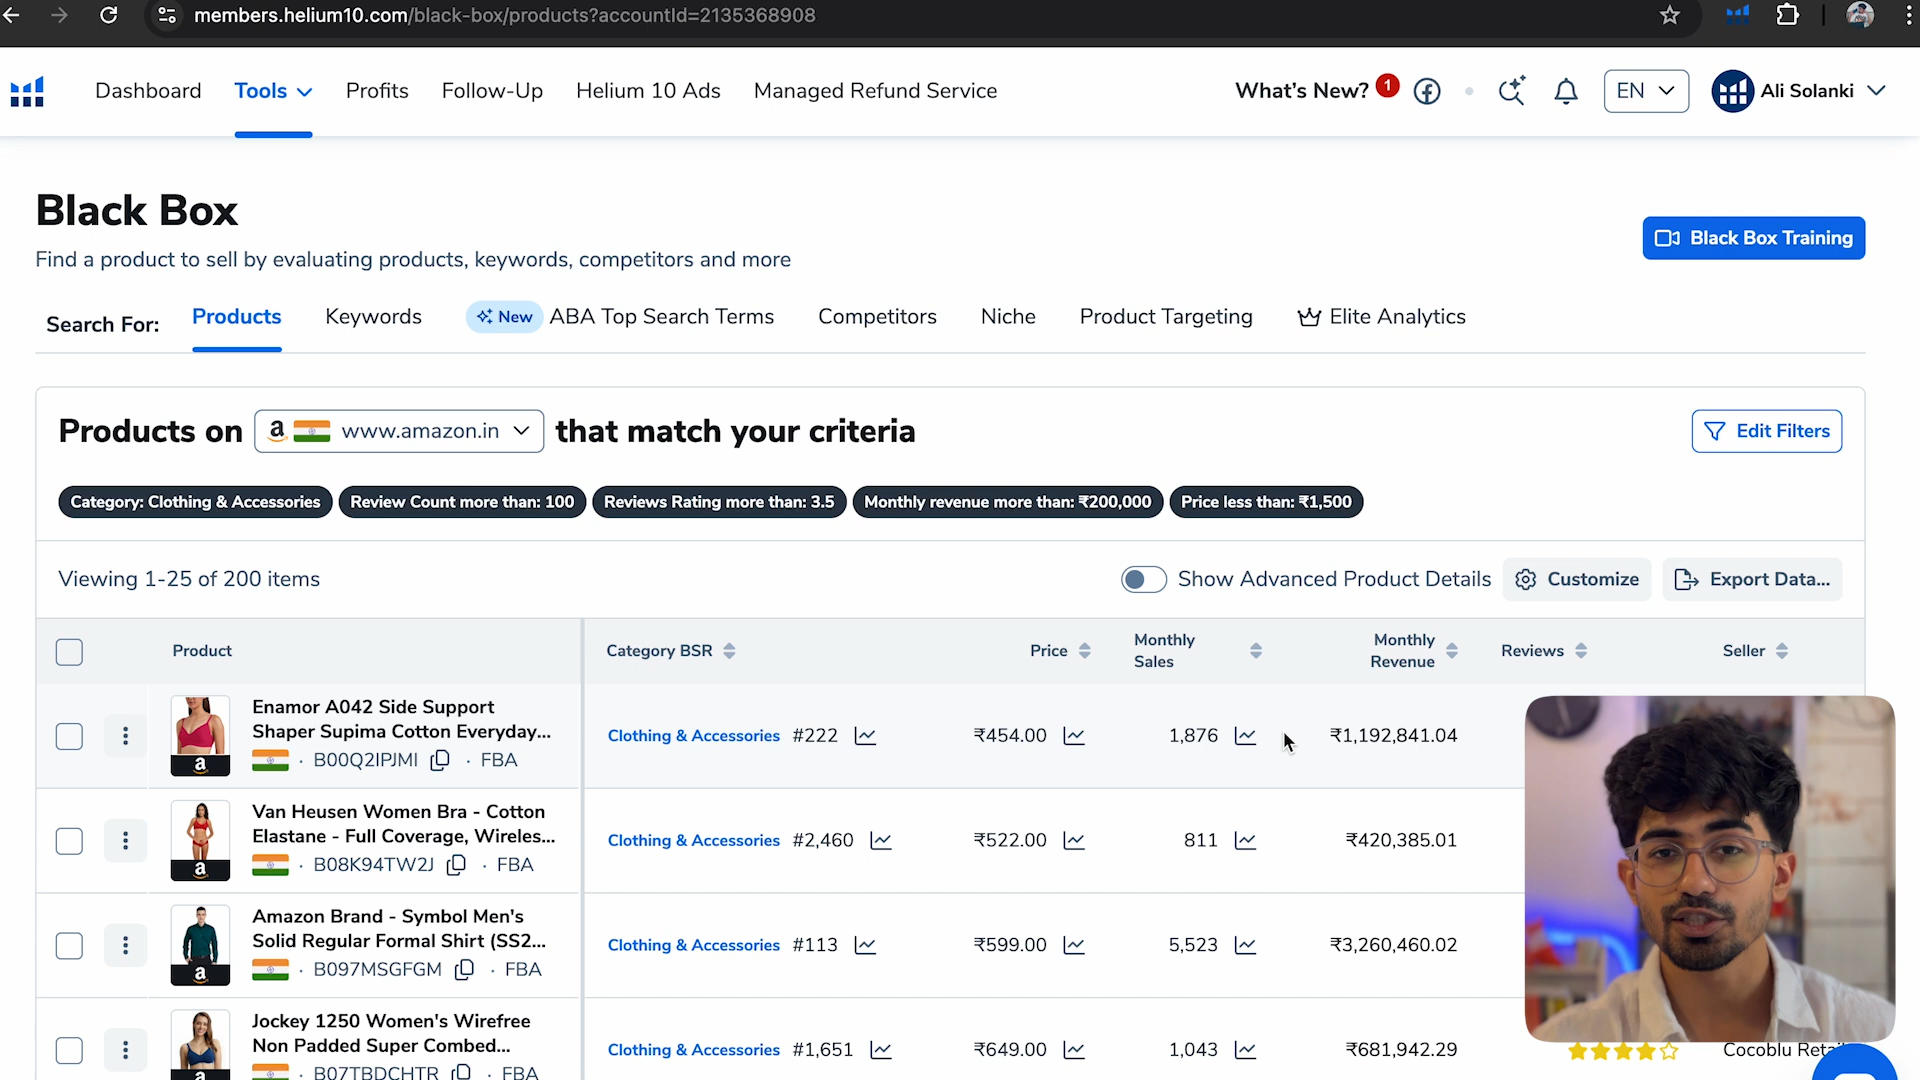 members.helium10.com/black-box/products?accountId=2135368908
Dashboard Tools Profits Follow-Up Helium 10 Ads Managed Refund Service What's New? 1 EN Ali Solanki
Black Box
Find a product to sell by evaluating products, keywords, competitors and more
Black Box Training
Search For: Products Keywords New ABA Top Search Terms Competitors Niche Product Targeting Elite Analytics
Products on a www.amazon.in that match your criteria Edit Filters
Category: Clothing & Accessories Review Count more than: 100 Reviews Rating more than: 3.5 Monthly revenue more than: ₹200,000 Price less than: ₹1,500
Viewing 1-25 of 200 items Show Advanced Product Details Customize Export Data...
Product Category BSR Price Monthly Sales Monthly Revenue Reviews Seller
Enamor A042 Side Support
Shaper Supima Cotton Everyday...
a · B00Q2IPJMI · FBA
Clothing & Accessories #222 ₹454.00 1,876 ₹1,192,841.04
Van Heusen Women Bra - Cotton
Elastane - Full Coverage, Wireles...
a · B08K94TW2J · FBA
Clothing & Accessories #2,460 ₹522.00 811 ₹420,385.01
Amazon Brand - Symbol Men's
Solid Regular Formal Shirt (SS2...
a · B097MSGFGM · FBA
Clothing & Accessories #113 ₹599.00 5,523 ₹3,260,460.02
Jockey 1250 Women's Wirefree
Non Padded Super Combed...
a · B07TBDCHTR · FBA
Clothing & Accessories #1,651 ₹649.00 1,043 ₹681,942.29 Cocoblu